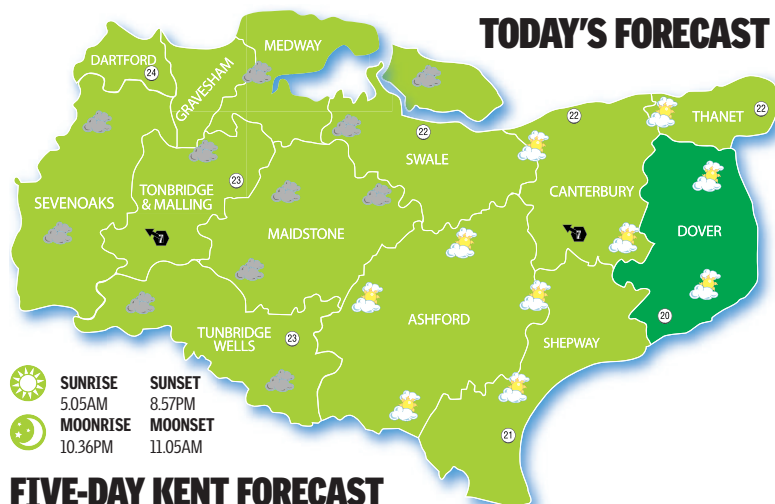 TODAY'S FORECAST
MEDWAY
DARTFORD
24
GRAVESHAM
22
THANET
22
22
SWALE
23
TONBRIDGE
& MALLING
SEVENOAKS
CANTERBURY
MAIDSTONE
DOVER
7
7
20
ASHFORD
TUNBRIDGE
WELLS
23
SHEPWAY
21
SUNRISE SUNSET
5.05AM 8.57PM
MOONRISE MOONSET
10.36PM 11.05AM
FIVE-DAY KENT FORECAST